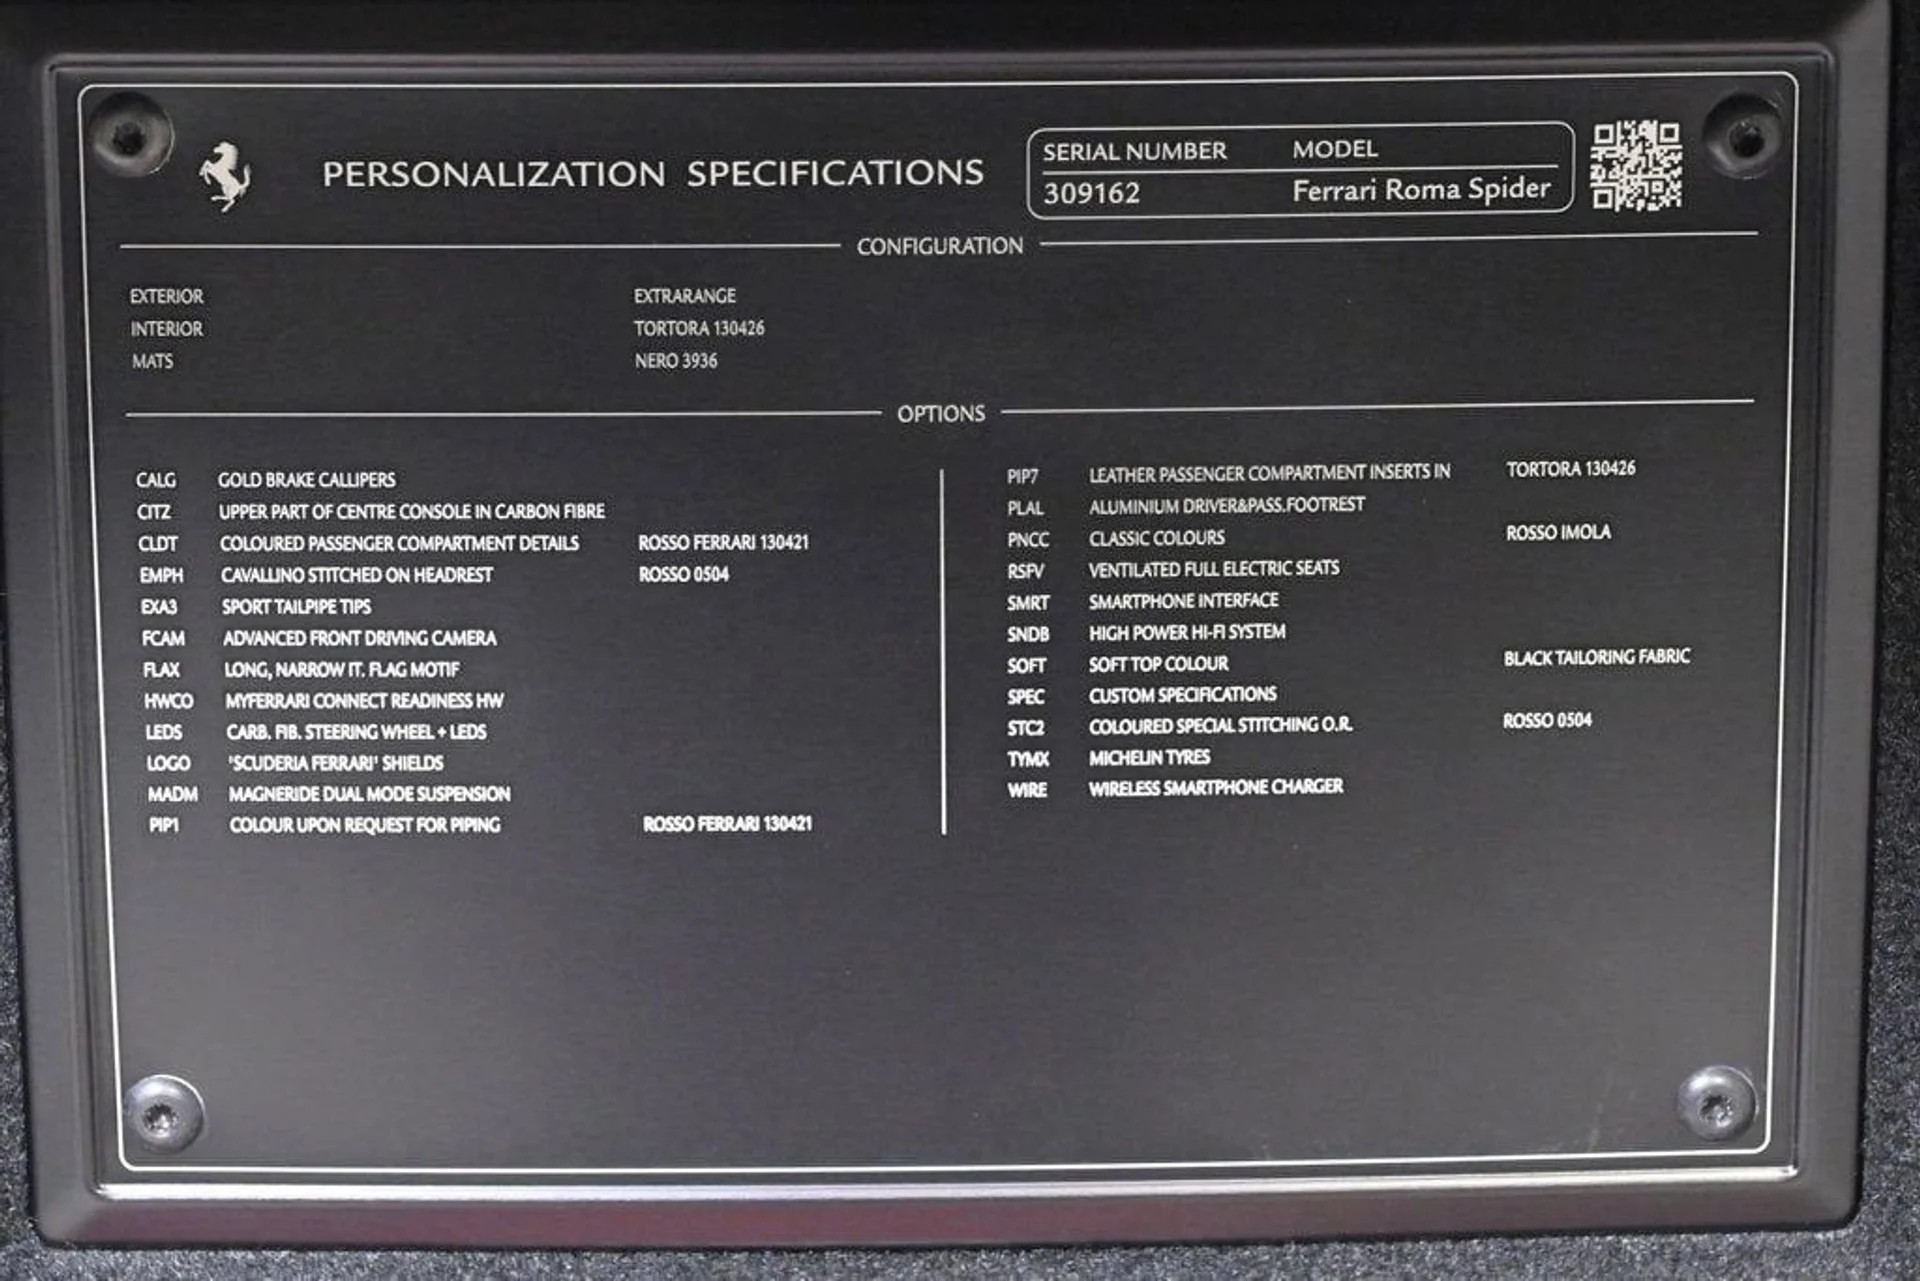 PERSONALIZATION SPECIFICATIONS
SERIAL NUMBER MODEL
309162 Ferrari Roma Spider
CONFIGURATION
EXTERIOR EXTRARANGE
INTERIOR TORTORA 130426
MATS NERO 3936
OPTIONS
CALG GOLD BRAKE CALLIPERS
CITZ UPPER PART OF CENTRE CONSOLE IN CARBON FIBRE
CLDT COLOURED PASSENGER COMPARTMENT DETAILS ROSSO FERRARI 130421
EMPH CAVALLINO STITCHED ON HEADREST ROSSO 0504
EXA3 SPORT TAILPIPE TIPS
FCAM ADVANCED FRONT DRIVING CAMERA
FLAX LONG, NARROW IT. FLAG MOTIF
HWCO MYFERRARI CONNECT READINESS HW
LEDS CARB. FIB. STEERING WHEEL + LEDS
LOGO 'SCUDERIA FERRARI' SHIELDS
MADM MAGNERIDE DUAL MODE SUSPENSION
PIP1 COLOUR UPON REQUEST FOR PIPING ROSSO FERRARI 130421
PIP7 LEATHER PASSENGER COMPARTMENT INSERTS IN TORTORA 130426
PLAL ALUMINIUM DRIVER&PASS.FOOTREST
PNCC CLASSIC COLOURS ROSSO IMOLA
RSFV VENTILATED FULL ELECTRIC SEATS
SMRT SMARTPHONE INTERFACE
SNDB HIGH POWER HI-FI SYSTEM
SOFT SOFT TOP COLOUR BLACK TAILORING FABRIC
SPEC CUSTOM SPECIFICATIONS
STC2 COLOURED SPECIAL STITCHING O.R. ROSSO 0504
TYMX MICHELIN TYRES
WIRE WIRELESS SMARTPHONE CHARGER